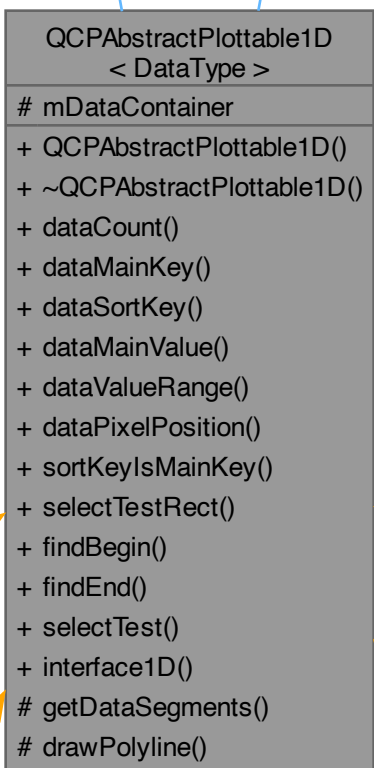 QCPAbstractPlottable1D
< DataType >
# mDataContainer
+ QCPAbstractPlottable1D()
+ ~QCPAbstractPlottable1D()
+ dataCount()
+ dataMainKey()
+ dataSortKey()
+ dataMainValue()
+ dataValueRange()
+ dataPixelPosition()
+ sortKeyIsMainKey()
+ selectTestRect()
+ findBegin()
+ findEnd()
+ selectTest()
+ interface1D()
# getDataSegments()
# drawPolyline()